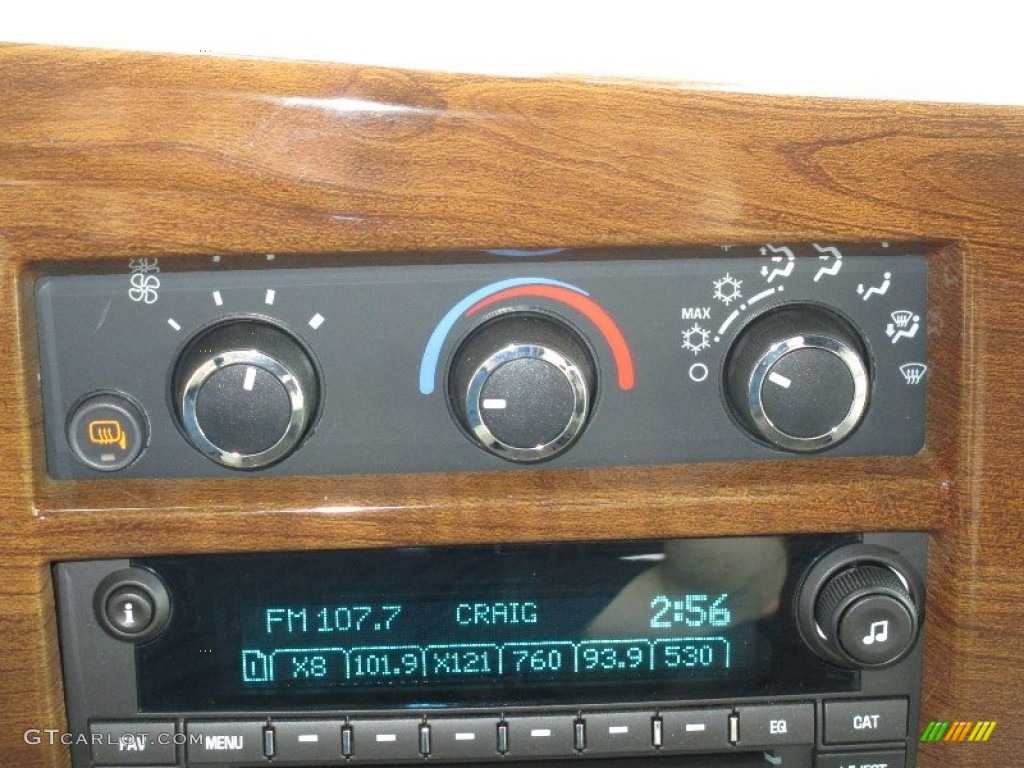 MAX
i
FM 107.7 CRAIG 2:56
1 X8 101.9 X121 760 93.9 530
FAV MENU EQ CAT
GTCARLOT.COM